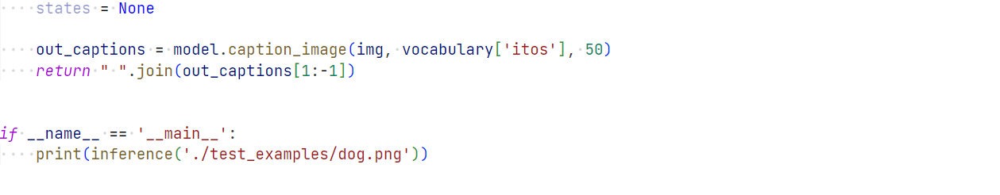 states = None

    out_captions = model.caption_image(img, vocabulary['itos'], 50)
    return " ".join(out_captions[1:-1])


if __name__ == '__main__':
    print(inference('./test_examples/dog.png'))